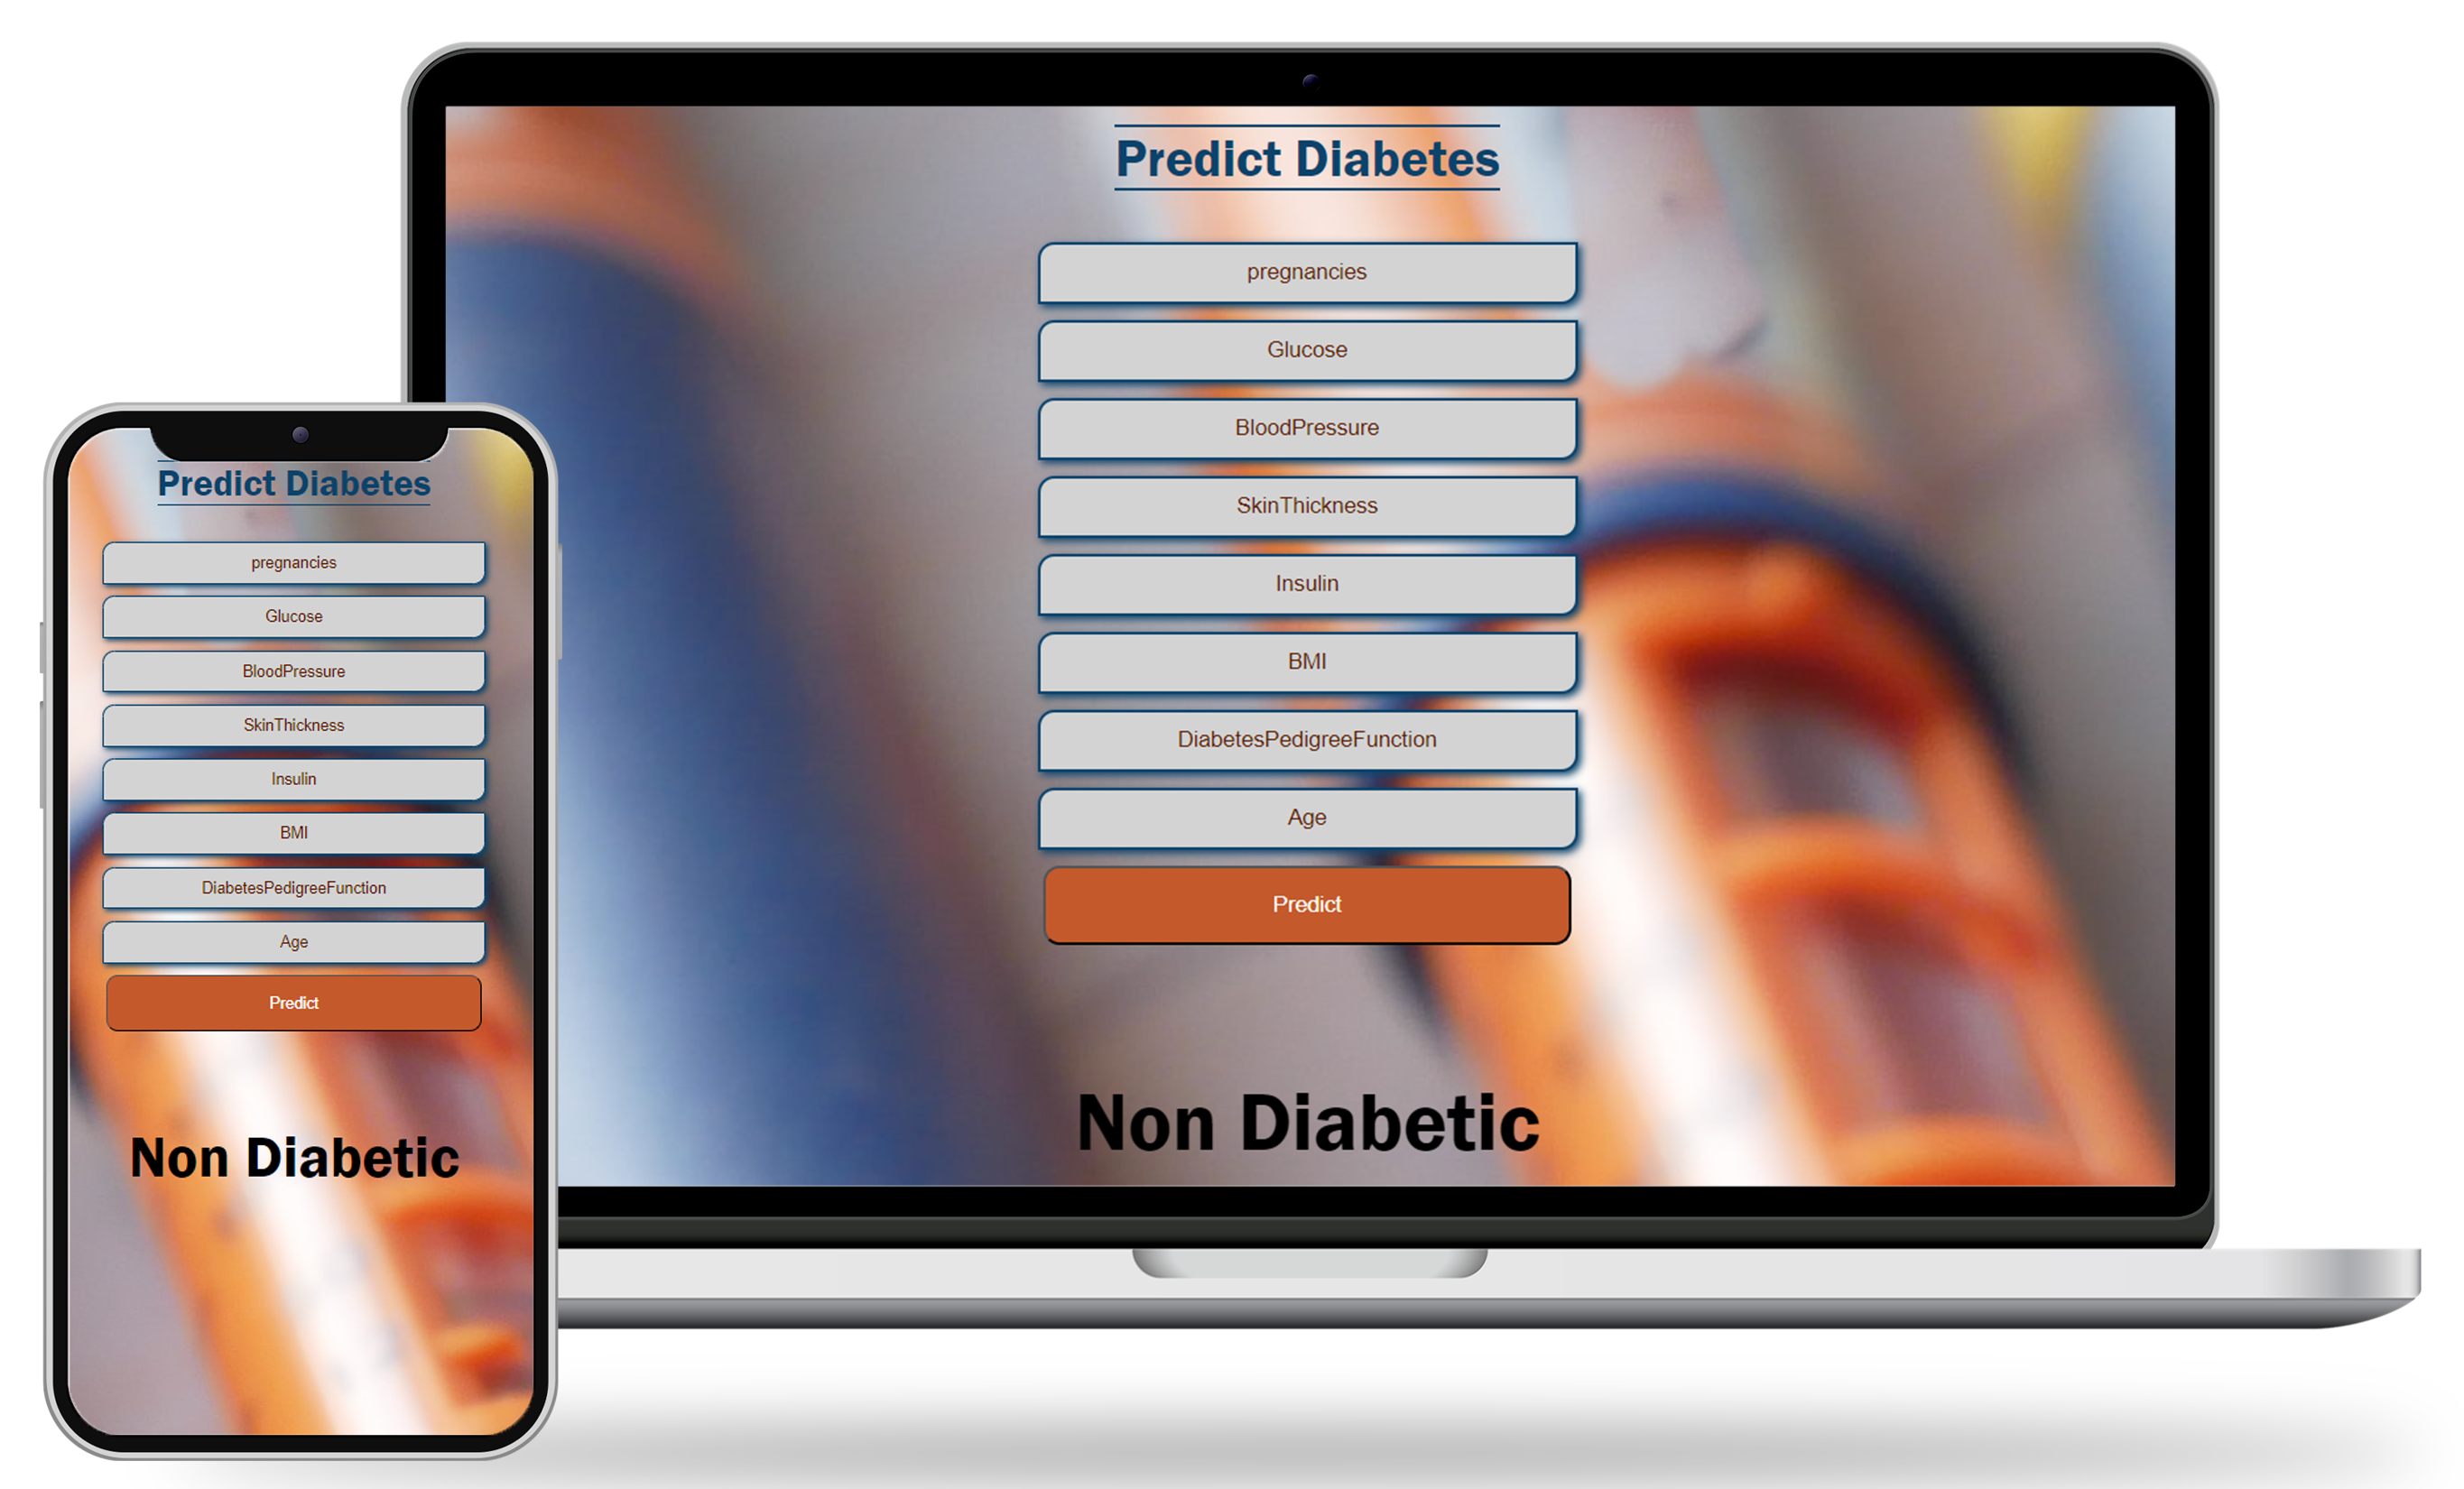 Predict Diabetes
pregnancies
Glucose
BloodPressure
SkinThickness
Insulin
BMI
DiabetesPedigreeFunction
Age
Predict
Non Diabetic
Predict Diabetes
pregnancies
Glucose
BloodPressure
SkinThickness
Insulin
BMI
DiabetesPedigreeFunction
Age
Predict
Non Diabetic